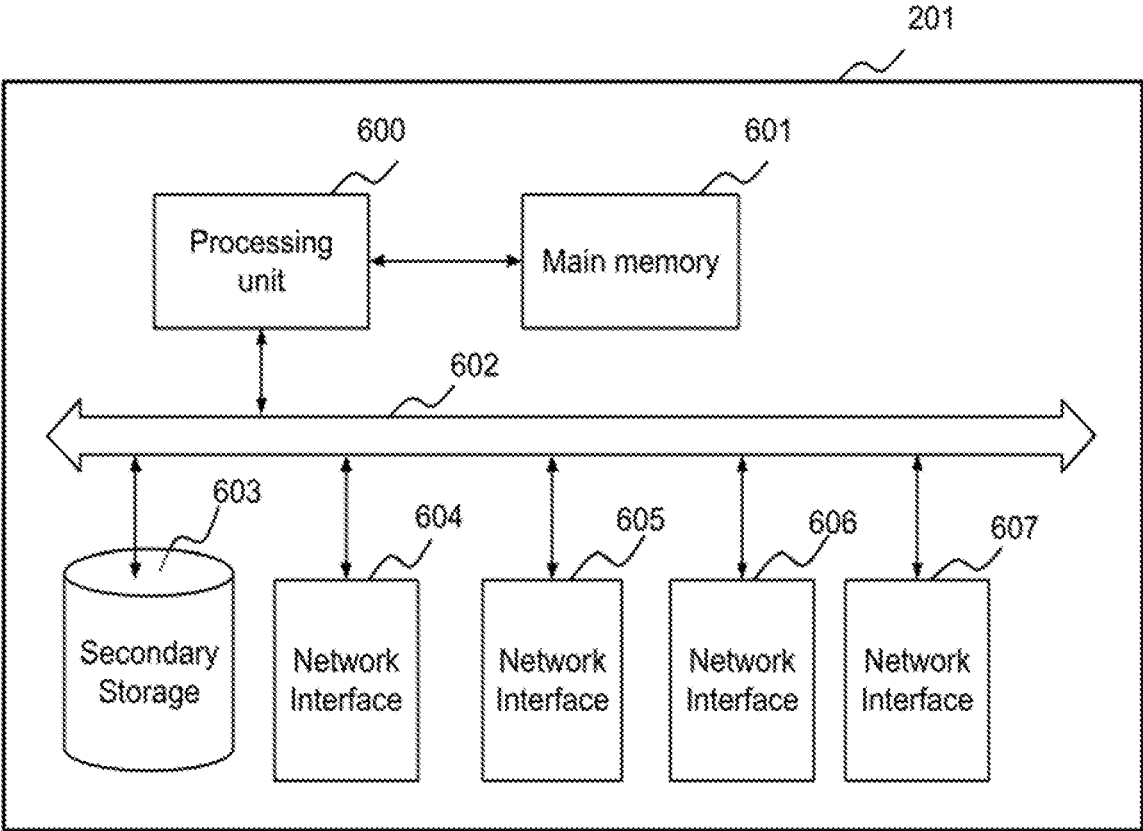 201
600
601
Processing
unit
Main memory
602
603
604
605
606
607
Secondary
Storage
Network
Interface
Network
Interface
Network
Interface
Network
Interface